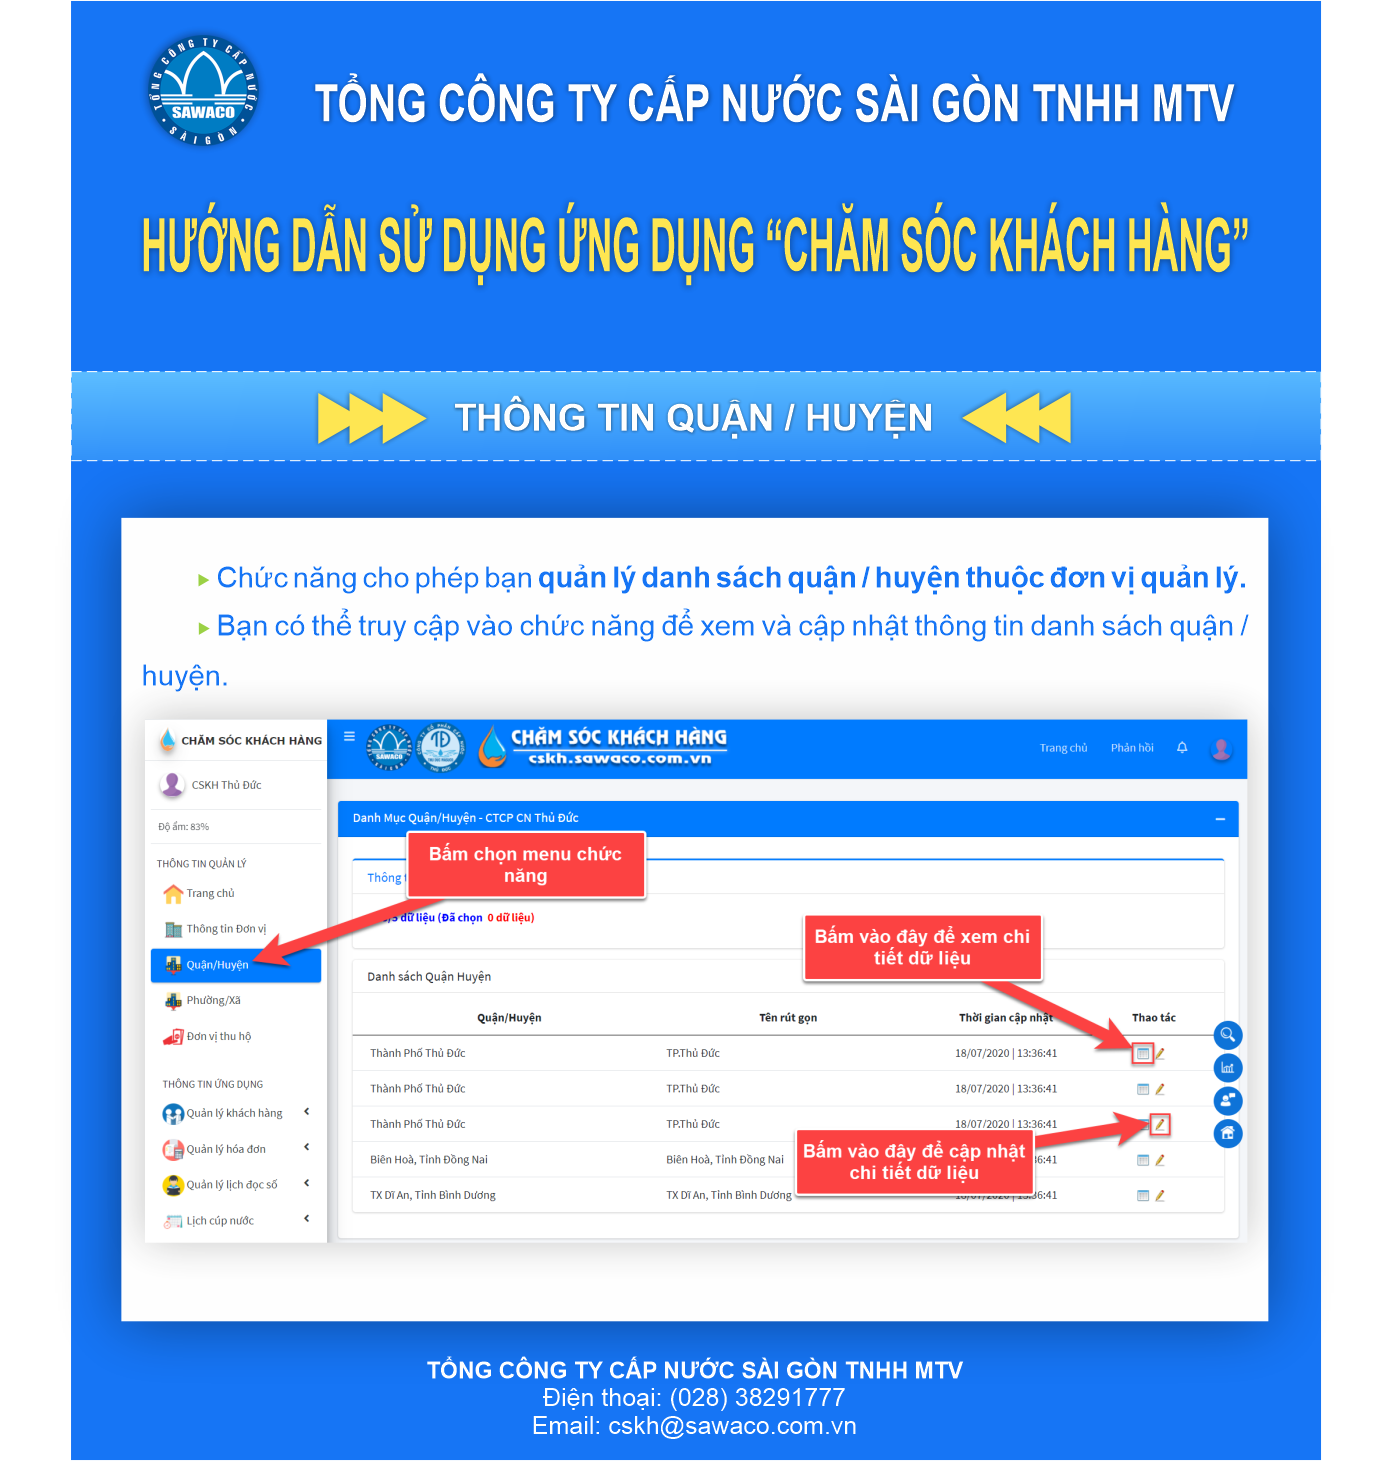 TỔNG CÔNG TY CẤP NƯỚC
SAWACO
SÀI GÒN
TỔNG CÔNG TY CẤP NƯỚC SÀI GÒN TNHH MTV
HƯỚNG DẪN SỬ DỤNG ỨNG DỤNG “CHĂM SÓC KHÁCH HÀNG”
THÔNG TIN QUẬN / HUYỆN
Chức năng cho phép bạn quản lý danh sách quận / huyện thuộc đơn vị quản lý.
Bạn có thể truy cập vào chức năng để xem và cập nhật thông tin danh sách quận /
huyện.
CHĂM SÓC KHÁCH HÀNG
CSKH Thủ Đức
Độ ẩm: 83%
THÔNG TIN QUẢN LÝ
Trang chủ
Thông tin Đơn vị
Quận/Huyện
Phường/Xã
Đơn vị thu hộ
THÔNG TIN ỨNG DỤNG
Quản lý khách hàng
Quản lý hóa đơn
Quản lý lịch đọc số
Lịch cúp nước
SAWACO
TD
CHĂM SÓC KHÁCH HÀNG
cskh.sawaco.com.vn
Trang chủ Phản hồi
Danh Mục Quận/Huyện - CTCP CN Thủ Đức
Bấm chọn menu chức
năng
Thông
/5 dữ liệu (Đã chọn 0 dữ liệu)
Bấm vào đây để xem chi
tiết dữ liệu
Danh sách Quận Huyện
Quận/Huyện Tên rút gọn Thời gian cập nhật Thao tác
Thành Phố Thủ Đức TP.Thủ Đức 18/07/2020 | 13:36:41
Thành Phố Thủ Đức TP.Thủ Đức 18/07/2020 | 13:36:41
Thành Phố Thủ Đức TP.Thủ Đức 18/07/2020 | 13:36:41
Biên Hoà, Tỉnh Đồng Nai Biên Hoà, Tỉnh Đồng Nai 36:41
TX Dĩ An, Tỉnh Bình Dương TX Dĩ An, Tỉnh Bình Dương 18/07/2020 | 13:36:41
Bấm vào đây để cập nhật
chi tiết dữ liệu
TỔNG CÔNG TY CẤP NƯỚC SÀI GÒN TNHH MTV
Điện thoại: (028) 38291777
Email: cskh@sawaco.com.vn